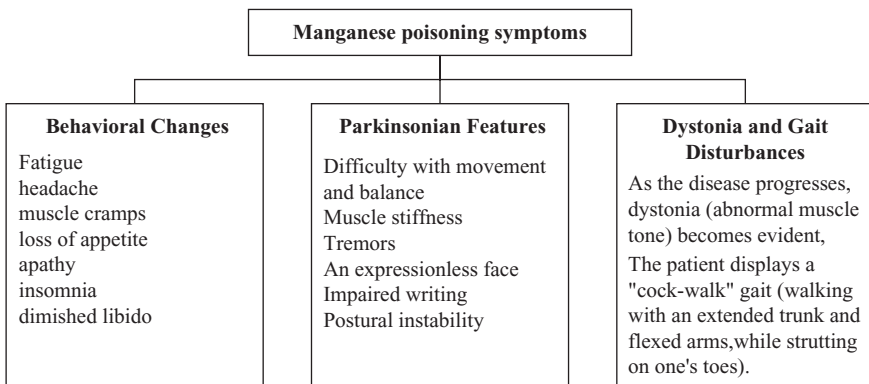 Manganese poisoning symptoms
Behavioral Changes
Fatigue
headache
muscle cramps
loss of appetite
apathy
insomnia
dimished libido
Parkinsonian Features
Difficulty with movement
and balance
Muscle stiffness
Tremors
An expressionless face
Impaired writing
Postural instability
Dystonia and Gait
Disturbances
As the disease progresses,
dystonia (abnormal muscle
tone) becomes evident,
The patient displays a
"cock-walk" gait (walking
with an extended trunk and
flexed arms,while strutting
on one's toes).